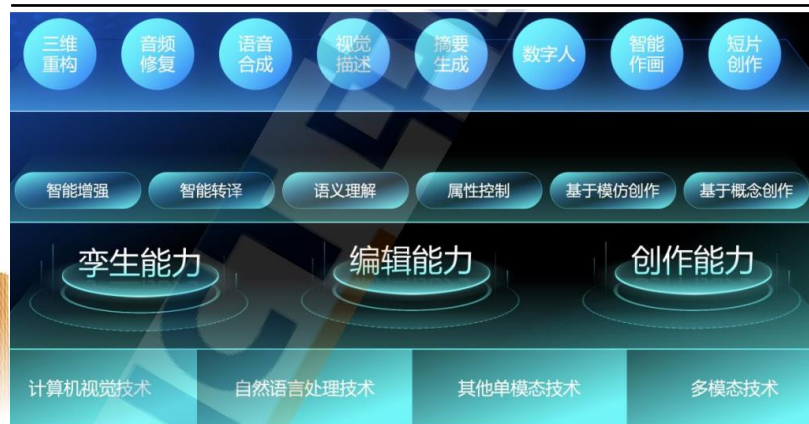 三维 音频 语音 视觉 摘要 数字人 智能 短片
重构 修复 合成 描述 生成 作画 创作
智能增强 智能转译 语义理解 属性控制 基于模仿创作 基于概念创作
孪生能力 编辑能力 创作能力
计算机视觉技术 自然语言处理技术 其他单模态技术 多模态技术